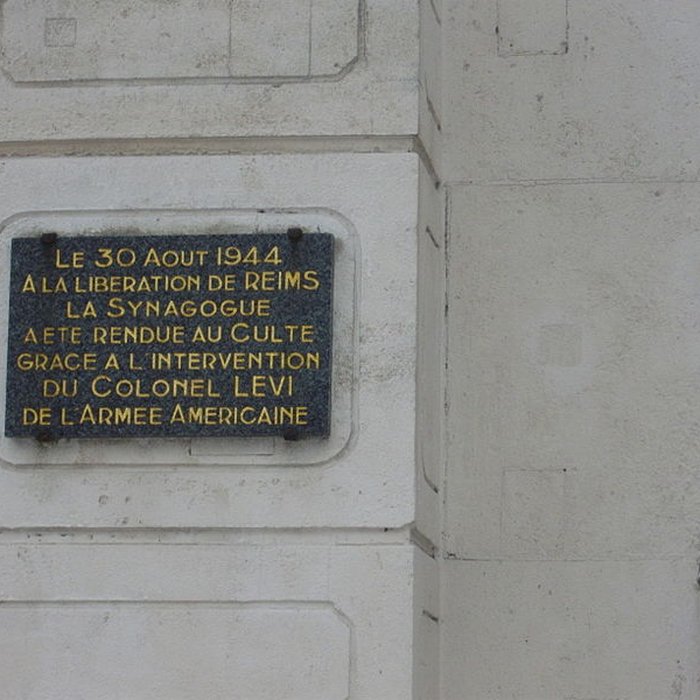 LE 30 AOUT 1944
A LA LIBERATION DE REIMS
LA SYNAGOGUE
A ETE RENDUE AU CULTE
GRACE A L'INTERVENTION
DU COLONEL LEVI
DE L'ARMEE AMERICAINE